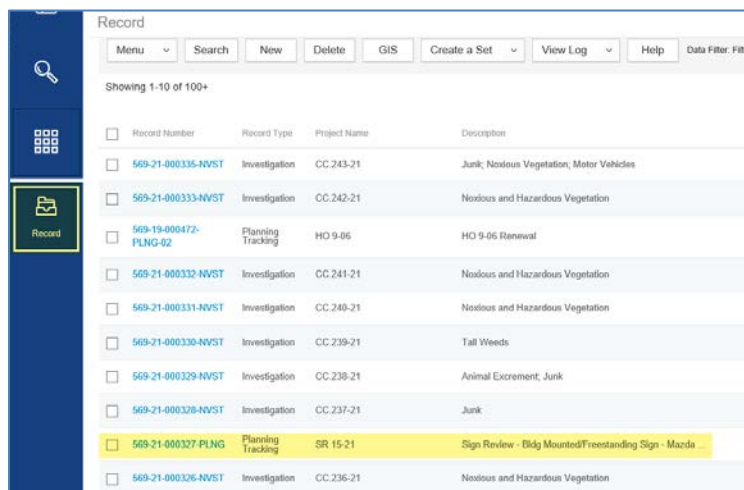 Record
Menu Search New Delete GIS Create a Set View Log Help Data Filter: Filt
Showing 1-10 of 100+
Record Number Record Type Project Name Description
569-21-000335-NVST Investigation CC.243-21 Junk; Noxious Vegetation; Motor Vehicles
569-21-000333-NVST Investigation CC.242-21 Noxious and Hazardous Vegetation
569-19-000472-PLNG-02 Planning Tracking HO 9-06 HO 9-06 Renewal
569-21-000332-NVST Investigation CC.241-21 Noxious and Hazardous Vegetation
Record
569-21-000331-NVST Investigation CC.240-21 Noxious and Hazardous Vegetation
569-21-000330-NVST Investigation CC.239-21 Tall Weeds
569-21-000329-NVST Investigation CC.238-21 Animal Excrement; Junk
569-21-000328-NVST Investigation CC.237-21 Junk
569-21-000327-PLNG Planning Tracking SR 15-21 Sign Review - Bldg Mounted/Freestanding Sign - Mazda ...
569-21-000326-NVST Investigation CC.236-21 Noxious and Hazardous Vegetation